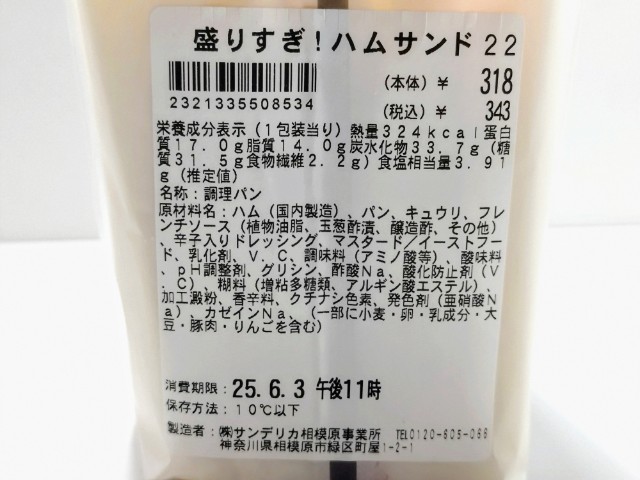 盛りすぎ!ハムサンド22
2321335508534
(本体)¥ 318
(税込)¥ 343
栄養成分表示(1包装当り)熱量324kcal蛋白
質17.0g脂質14.0g炭水化物33.7g(糖
質31.5g食物繊維2.2g)食塩相当量3.91
g(推定値)
名称:調理パン
原材料名:ハム(国内製造)、パン、キュウリ、フレ
ンチソース(植物油脂、玉葱酢漬、醸造酢、その他)
、辛子入りドレッシング、マスタード/イーストフー
ド、乳化剤、V.C、調味料(アミノ酸等)、酸味料
、pH調整剤、グリシン、酢酸Na、酸化防止剤(V
.C)、糊料(増粘多糖類、アルギン酸エステル)、
加工澱粉、香辛料、クチナシ色素、発色剤(亜硝酸N
a)、カゼインNa、(一部に小麦・卵・乳成分・大
豆・豚肉・りんごを含む)
消費期限:25.6.3 午後11時
保存方法:10℃以下
製造者:㈱サンデリカ相模原事業所 TEL0120-605-066
神奈川県相模原市緑区町屋1-2-1